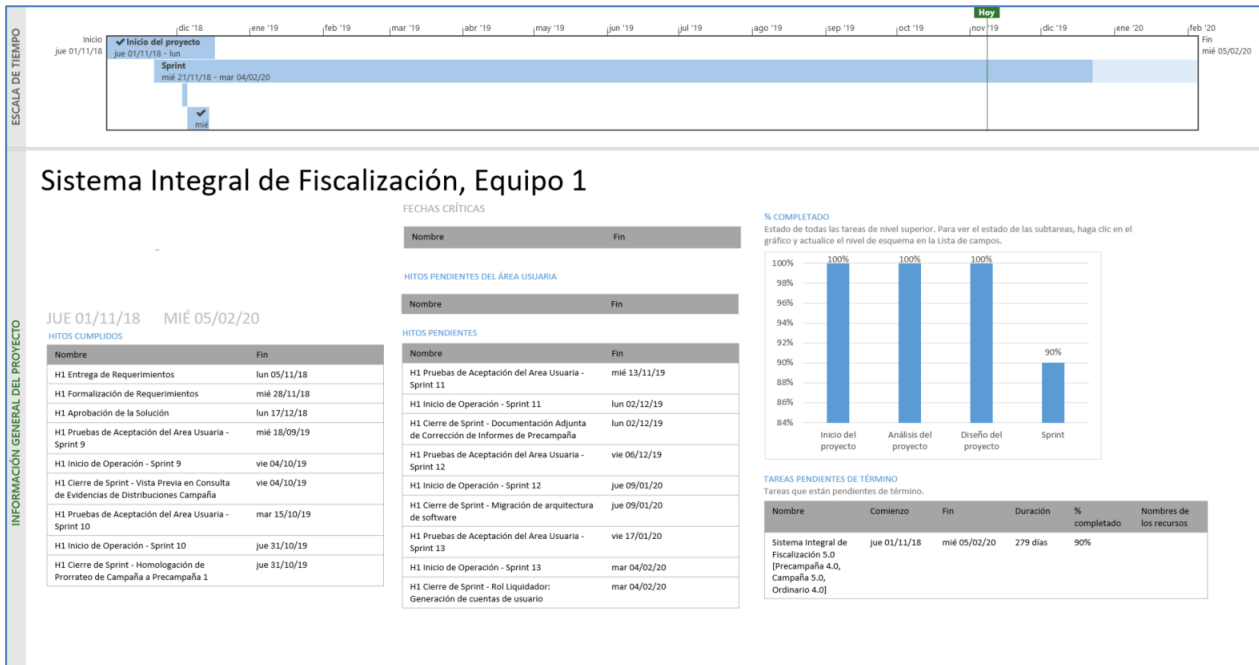 ESCALA DE TIEMPO
Hoy
dic '18
ene '19
feb '19
mar '19
abr '19
may '19
jun '19
jul '19
ago '19
sep '19
oct '19
nov '19
dic '19
ene '20
feb '20
Inicio
jue 01/11/18
Inicio del proyecto
jue 01/11/18 - lun
Sprint
mié 21/11/18 - mar 04/02/20
mié
Fin
mié 05/02/20
INFORMACIÓN GENERAL DEL PROYECTO
Sistema Integral de Fiscalización, Equipo 1
JUE 01/11/18 MIÉ 05/02/20
HITOS CUMPLIDOS
Nombre Fin
H1 Entrega de Requerimientos lun 05/11/18
H1 Formalización de Requerimientos mié 28/11/18
H1 Aprobación de la Solución lun 17/12/18
H1 Pruebas de Aceptación del Area Usuaria - mié 18/09/19
Sprint 9
H1 Inicio de Operación - Sprint 9 vie 04/10/19
H1 Cierre de Sprint - Vista Previa en Consulta vie 04/10/19
de Evidencias de Distribuciones Campaña
H1 Pruebas de Aceptación del Area Usuaria - mar 15/10/19
Sprint 10
H1 Inicio de Operación - Sprint 10 jue 31/10/19
H1 Cierre de Sprint - Homologación de jue 31/10/19
Prorrateo de Campaña a Precampaña 1
FECHAS CRÍTICAS
Nombre Fin
HITOS PENDIENTES DEL ÁREA USUARIA
Nombre Fin
HITOS PENDIENTES
Nombre Fin
H1 Pruebas de Aceptación del Area Usuaria - mié 13/11/19
Sprint 11
H1 Inicio de Operación - Sprint 11 lun 02/12/19
H1 Cierre de Sprint - Documentación Adjunta lun 02/12/19
de Corrección de Informes de Precampaña
H1 Pruebas de Aceptación del Area Usuaria - vie 06/12/19
Sprint 12
H1 Inicio de Operación - Sprint 12 jue 09/01/20
H1 Cierre de Sprint - Migración de arquitectura jue 09/01/20
de software
H1 Pruebas de Aceptación del Area Usuaria - vie 17/01/20
Sprint 13
H1 Inicio de Operación - Sprint 13 mar 04/02/20
H1 Cierre de Sprint - Rol Liquidador: mar 04/02/20
Generación de cuentas de usuario
% COMPLETADO
Estado de todas las tareas de nivel superior. Para ver el estado de las subtareas, haga clic en el
gráfico y actualice el nivel de esquema en la Lista de campos.
100%
98%
96%
94%
92%
90%
88%
86%
84%
100% 100% 100% 90%
Inicio del Análisis del Diseño del Sprint
proyecto proyecto proyecto
TAREAS PENDIENTES DE TÉRMINO
Tareas que están pendientes de término.
Nombre Comienzo Fin Duración % Nombres de
completado los recursos
Sistema Integral de jue 01/11/18 mié 05/02/20 279 días 90%
Fiscalización 5.0
[Precampaña 4.0,
Campaña 5.0,
Ordinario 4.0]